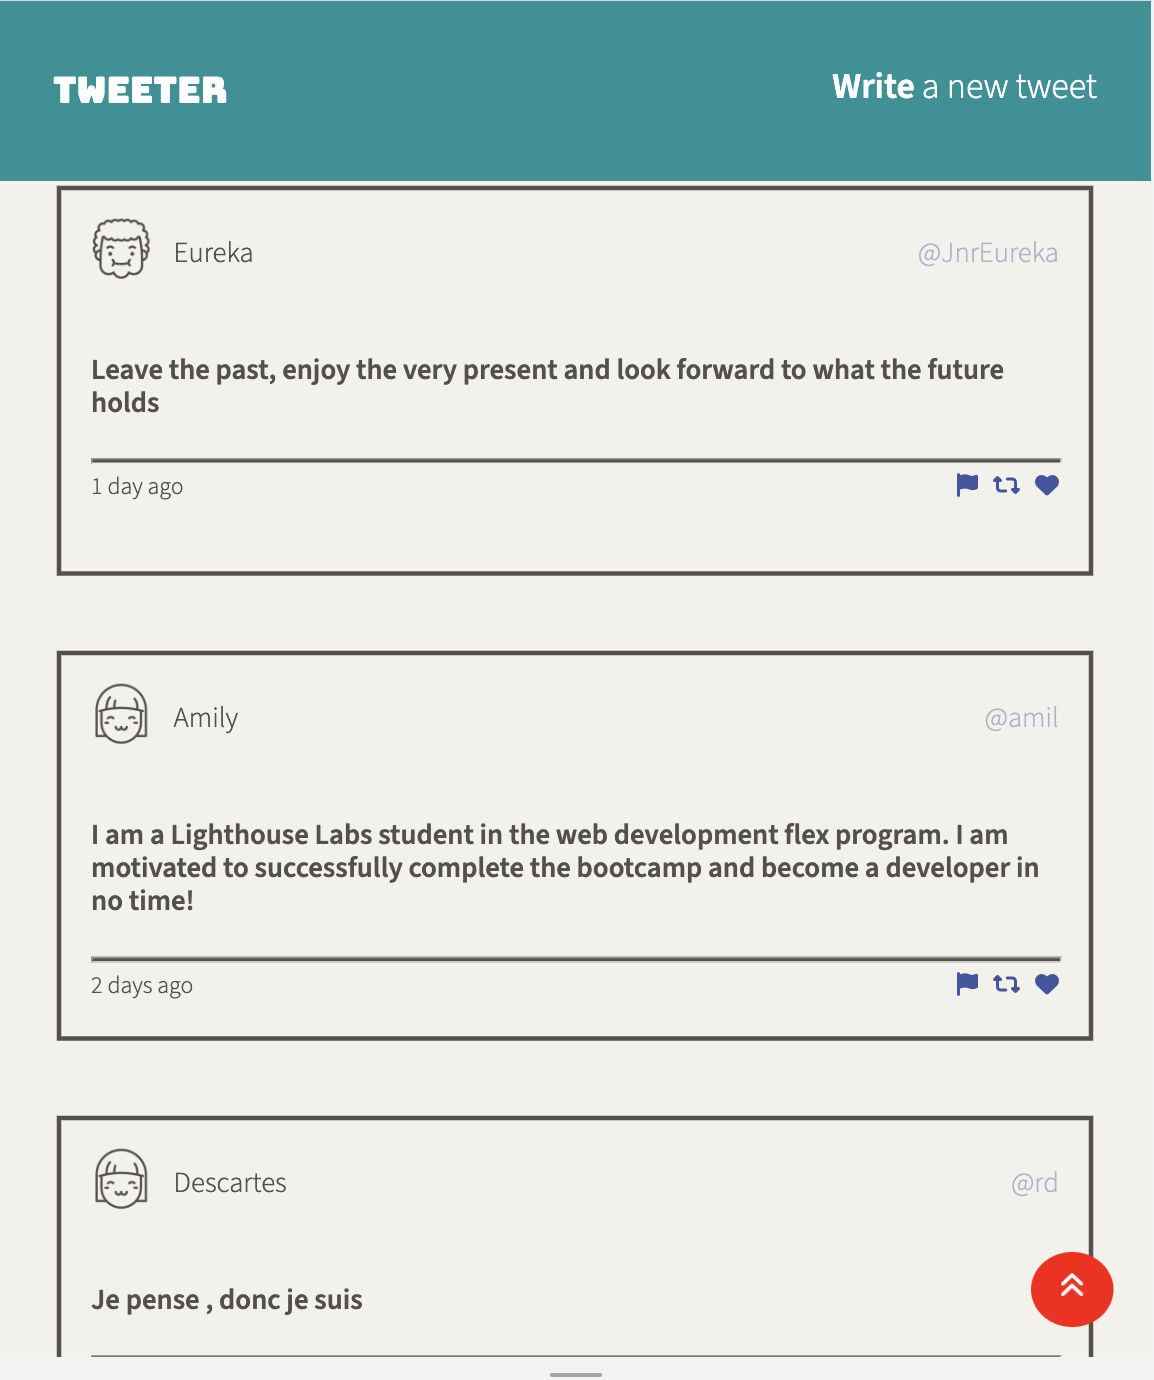 TWEETER
Write a new tweet
Eureka
@JnrEureka
Leave the past, enjoy the very present and look forward to what the future
holds
1 day ago
Amily
@amil
I am a Lighthouse Labs student in the web development flex program. I am
motivated to successfully complete the bootcamp and become a developer in
no time!
2 days ago
Descartes
@rd
Je pense , donc je suis